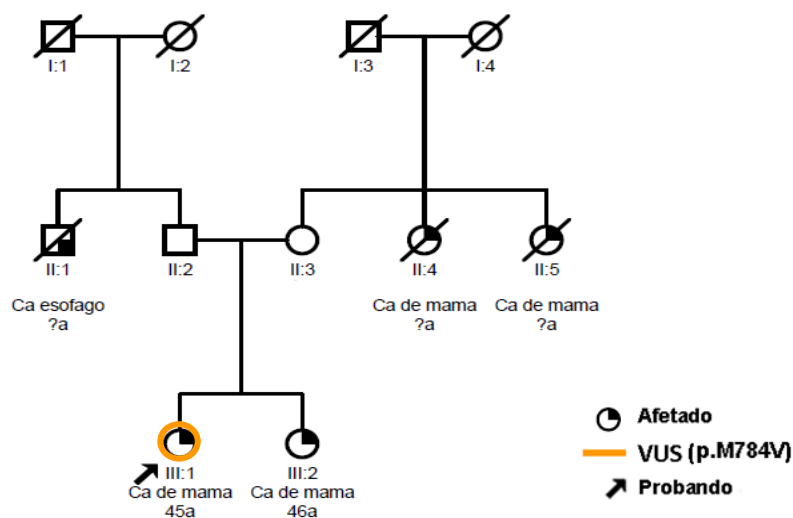 I:1 I:2 I:3 I:4
II:1 II:2 II:3 II:4 II:5
Ca esofago Ca de mama Ca de mama
?a ?a ?a
III:1 III:2
Ca de mama Ca de mama
45a 46a
Afetado
VUS (p.M784V)
Probando